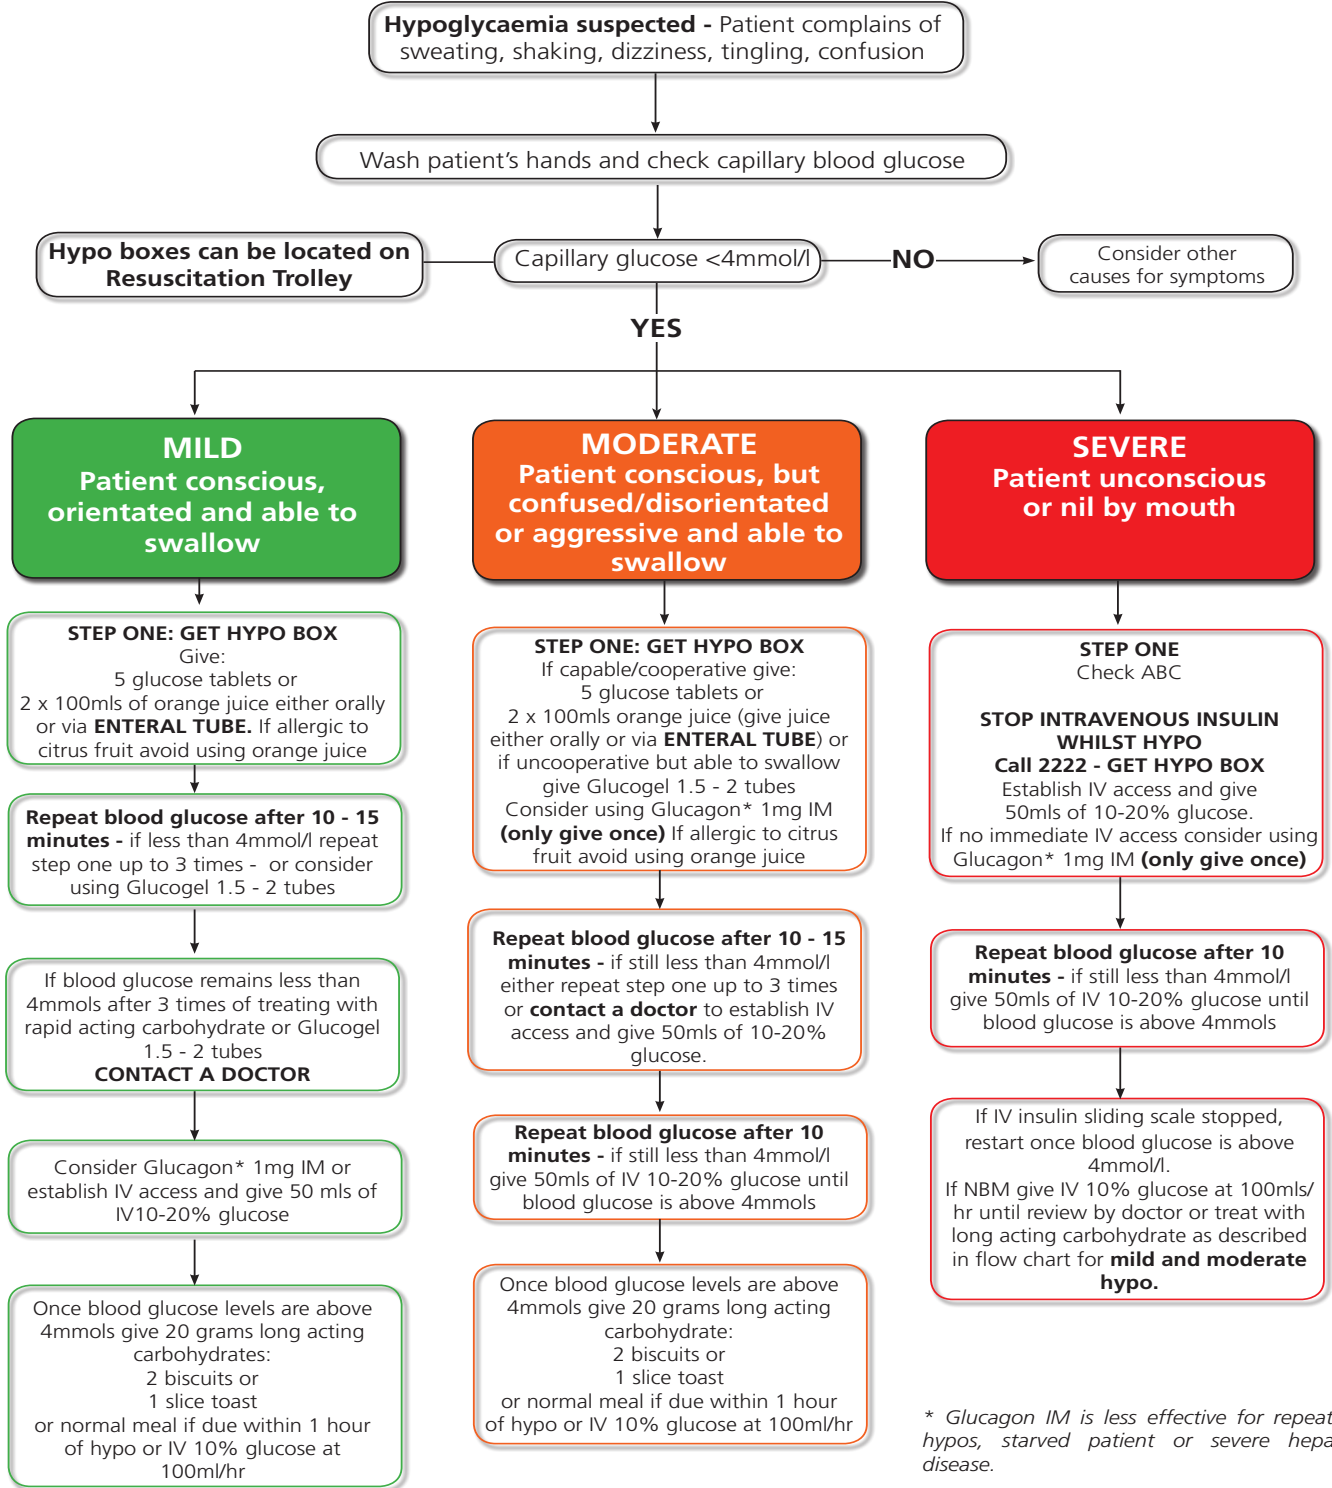 Hypoglycaemia suspected - Patient complains of
sweating, shaking, dizziness, tingling, confusion
Wash patient's hands and check capillary blood glucose
Hypo boxes can be located on
Resuscitation Trolley
Capillary glucose <4mmol/l
NO
Consider other
causes for symptoms
YES
MILD
Patient conscious,
orientated and able to
swallow
STEP ONE: GET HYPO BOX
Give:
5 glucose tablets or
2 x 100mls of orange juice either orally
or via ENTERAL TUBE. If allergic to
citrus fruit avoid using orange juice
Repeat blood glucose after 10 - 15
minutes - if less than 4mmol/l repeat
step one up to 3 times - or consider
using Glucogel 1.5 - 2 tubes
If blood glucose remains less than
4mmols after 3 times of treating with
rapid acting carbohydrate or Glucogel
1.5 - 2 tubes
CONTACT A DOCTOR
Consider Glucagon* 1mg IM or
establish IV access and give 50 mls of
IV10-20% glucose
Once blood glucose levels are above
4mmols give 20 grams long acting
carbohydrates:
2 biscuits or
1 slice toast
or normal meal if due within 1 hour
of hypo or IV 10% glucose at
100ml/hr
MODERATE
Patient conscious, but
confused/disorientated
or aggressive and able to
swallow
STEP ONE: GET HYPO BOX
If capable/cooperative give:
5 glucose tablets or
2 x 100mls orange juice (give juice
either orally or via ENTERAL TUBE) or
if uncooperative but able to swallow
give Glucogel 1.5 - 2 tubes
Consider using Glucagon* 1mg IM
(only give once) If allergic to citrus
fruit avoid using orange juice
Repeat blood glucose after 10 - 15
minutes - if still less than 4mmol/l
either repeat step one up to 3 times
or contact a doctor to establish IV
access and give 50mls of 10-20%
glucose.
Repeat blood glucose after 10
minutes - if still less than 4mmol/l
give 50mls of IV 10-20% glucose until
blood glucose is above 4mmols
Once blood glucose levels are above
4mmols give 20 grams long acting
carbohydrate:
2 biscuits or
1 slice toast
or normal meal if due within 1 hour
of hypo or IV 10% glucose at 100ml/hr
SEVERE
Patient unconscious
or nil by mouth
STEP ONE
Check ABC
STOP INTRAVENOUS INSULIN
WHILST HYPO
Call 2222 - GET HYPO BOX
Establish IV access and give
50mls of 10-20% glucose.
If no immediate IV access consider using
Glucagon* 1mg IM (only give once)
Repeat blood glucose after 10
minutes - if still less than 4mmol/l
give 50mls of IV 10-20% glucose until
blood glucose is above 4mmols
If IV insulin sliding scale stopped,
restart once blood glucose is above
4mmol/l.
If NBM give IV 10% glucose at 100mls/
hr until review by doctor or treat with
long acting carbohydrate as described
in flow chart for mild and moderate
hypo.
* Glucagon IM is less effective for repeat
hypos, starved patient or severe hepa
disease.